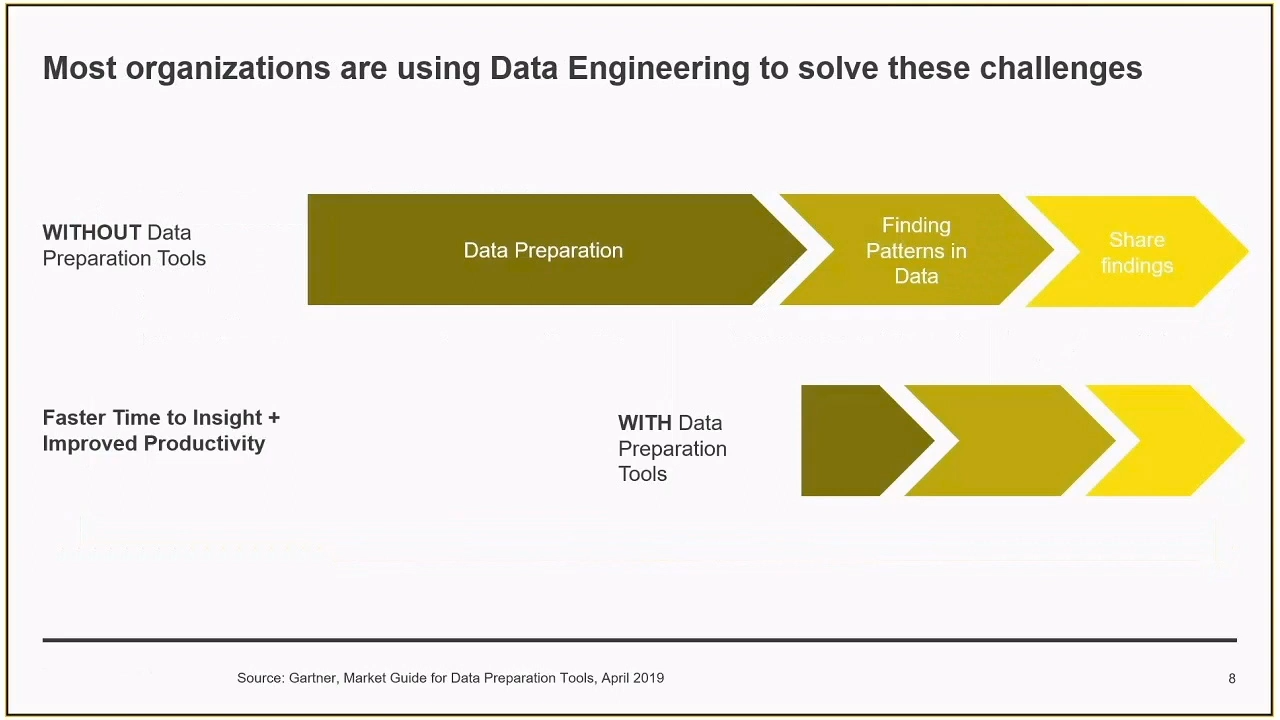 Most organizations are using Data Engineering to solve these challenges
WITHOUT Data
Preparation Tools
Data Preparation
Finding
Patterns in
Data
Share
findings
Faster Time to Insight +
Improved Productivity
WITH Data
Preparation
Tools
Source: Gartner, Market Guide for Data Preparation Tools, April 2019
8